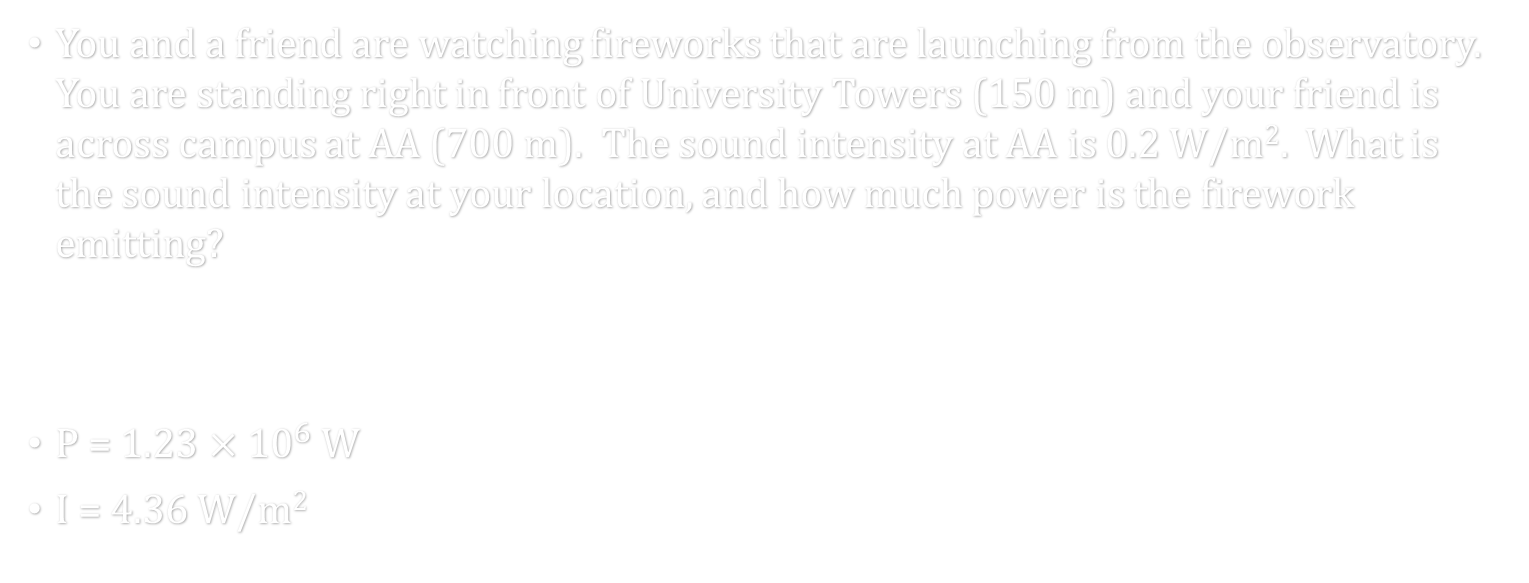 • You and a friend are watching fireworks that are launching from the observatory.
You are standing right in front of University Towers (150 m) and your friend is
across campus at AA (700 m). The sound intensity at AA is 0.2 W/m². What is
the sound intensity at your location, and how much power is the firework
emitting?
• P = 1.23 × 10⁶ W
• I = 4.36 W/m²